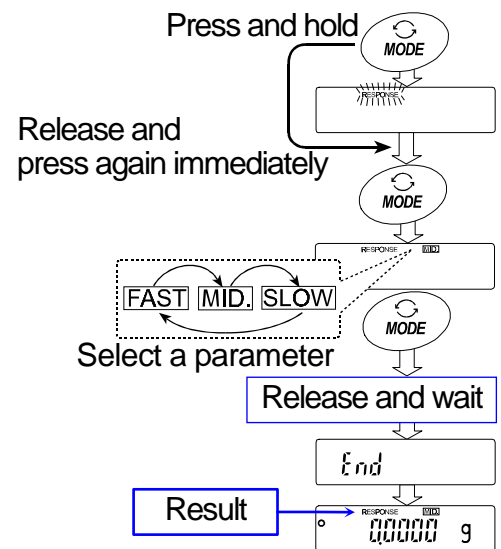 Press and hold
MODE
RESPONSE
Release and
press again immediately
MODE
RESPONSE MID.
FAST MID. SLOW
MODE
Select a parameter
Release and wait
End
Result
RESPONSE MID.
0.0000 g